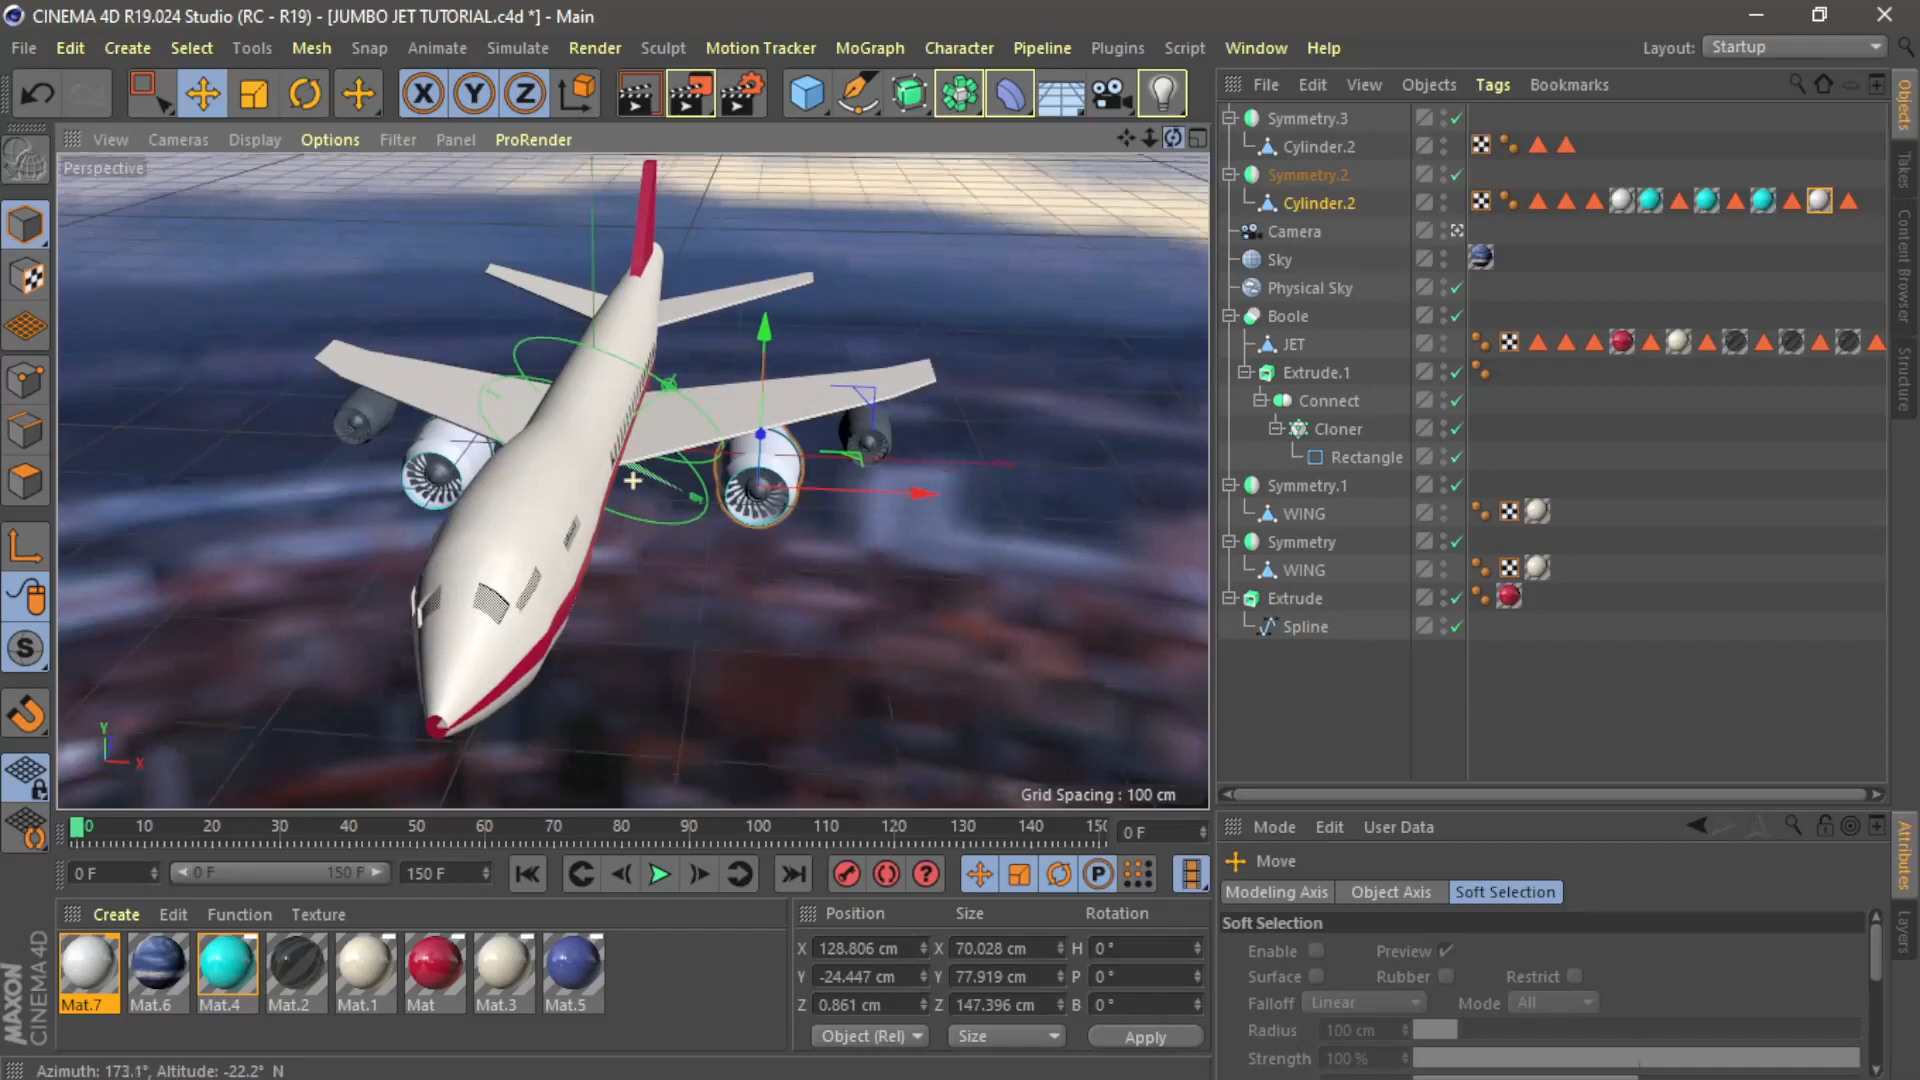 CINEMA 4D R19.024 Studio (RC - R19) - [JUMBO JET TUTORIAL.c4d *] - Main
File Edit Create Select Tools Mesh Snap Animate Simulate Render Sculpt Motion Tracker MoGraph Character Pipeline Plugins Script Window Help Layout: Startup
X Y Z
File Edit View Objects Tags Bookmarks
View Cameras Display Options Filter Panel ProRender
Perspective
Symmetry.3
Cylinder.2
Symmetry.2
Cylinder.2
Camera
Sky
Physical Sky
Boole
JET
Extrude.1
Connect
Cloner
Rectangle
Symmetry.1
WING
Symmetry
WING
Extrude
Spline
Objects
Takes
Content Browser
Structure
S
Y
X
Grid Spacing : 100 cm
0 10 20 30 40 50 60 70 80 90 100 110 120 130 140 15 0 F
0 F 0 F 150 F 150 F
P
Create Edit Function Texture
Mat.7 Mat.6 Mat.4 Mat.2 Mat.1 Mat Mat.3 Mat.5
MAXON
CINEMA 4D
Position Size Rotation
X 128.806 cm X 70.028 cm H 0 °
Y -24.447 cm Y 77.919 cm P 0 °
Z 0.861 cm Z 147.396 cm B 0 °
Object (Rel) Size Apply
Mode Edit User Data
Move
Modeling Axis Object Axis Soft Selection
Soft Selection
Enable Preview
Surface Rubber Restrict
Falloff Linear Mode All
Radius 100 cm
Strength 100 %
Attributes
Layers
Azimuth: 173.1°, Altitude: -22.2° N